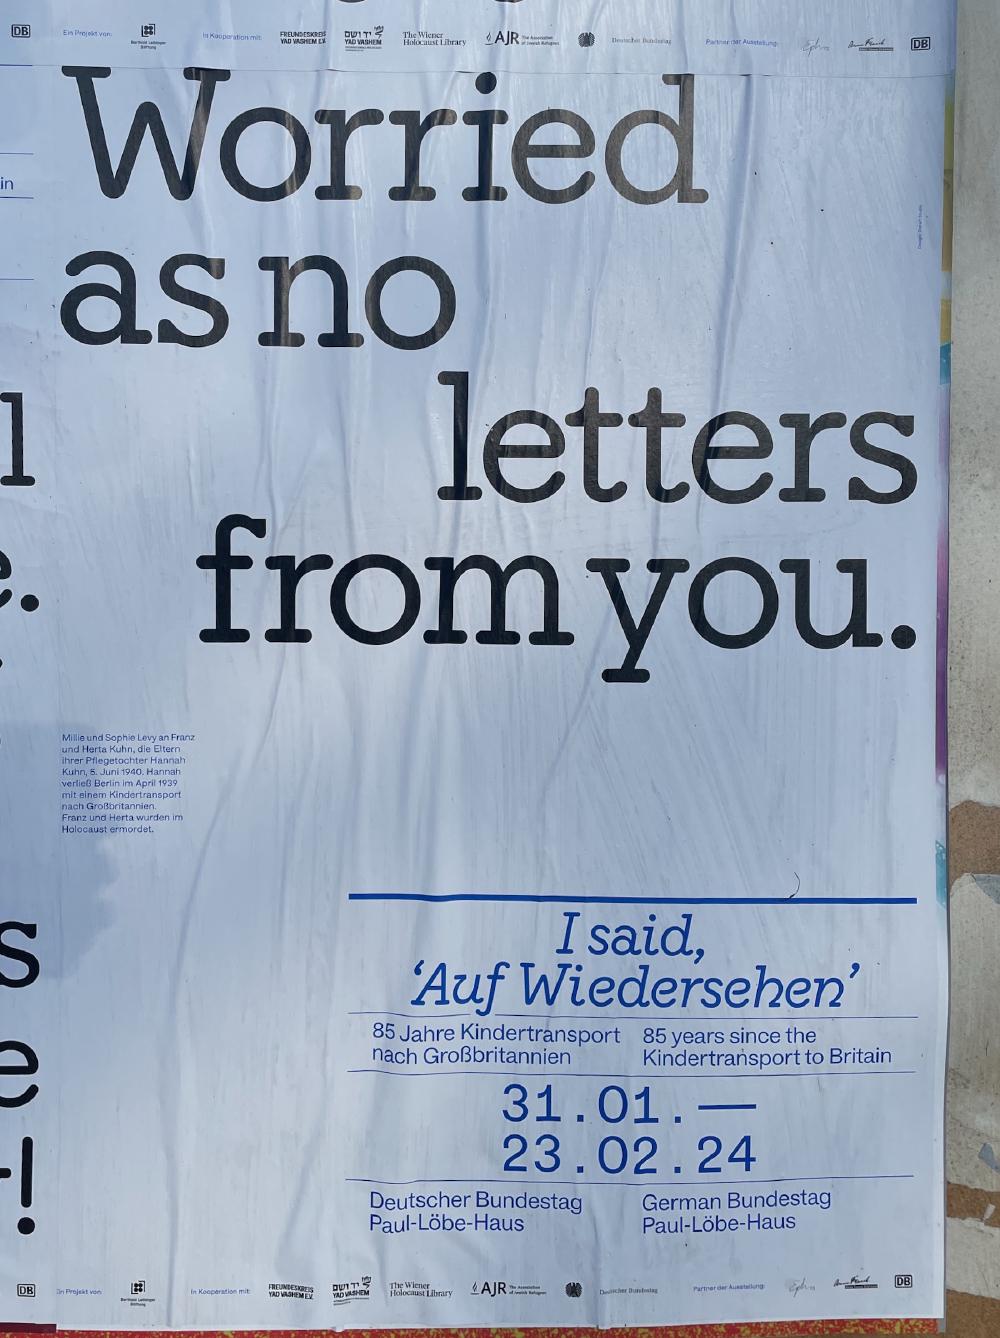 DB
Ein Projekt von:
Berthold Leibinger
Stiftung
In Kooperation mit:
FREUNDESKREIS
YAD VASHEM E.V.
יד ושם
YAD VASHEM
The Wiener
Holocaust Library
AJR The Association
of Jewish Refugees
Deutscher Bundestag
Partner der Ausstellung:
DB
in
l
e.
s
e
!
Worried
as no
letters
from you.
Millie und Sophie Levy an Franz
und Herta Kuhn, die Eltern
ihrer Pflegetochter Hannah
Kuhn, 5. Juni 1940. Hannah
verließ Berlin im April 1939
mit einem Kindertransport
nach Großbritannien.
Franz und Herta wurden im
Holocaust ermordet.
I said,
‘Auf Wiedersehen’
85 Jahre Kindertransport
nach Großbritannien
85 years since the
Kindertransport to Britain
31.01.—
23.02.24
Deutscher Bundestag
Paul-Löbe-Haus
German Bundestag
Paul-Löbe-Haus
DB
Ein Projekt von:
Berthold Leibinger
Stiftung
In Kooperation mit:
FREUNDESKREIS
YAD VASHEM E.V.
יד ושם
YAD VASHEM
The Wiener
Holocaust Library
AJR The Association
of Jewish Refugees
Deutscher Bundestag
Partner der Ausstellung:
DB